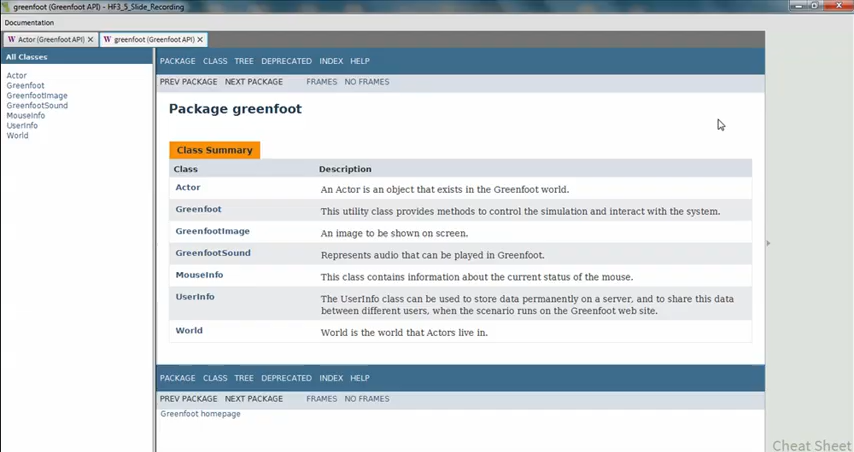 greenfoot (Greenfoot API) - HF3_5_Slide_Recording
Documentation
Actor (Greenfoot API)
greenfoot (Greenfoot API)
All Classes
Actor
Greenfoot
GreenfootImage
GreenfootSound
MouseInfo
UserInfo
World
PACKAGE CLASS TREE DEPRECATED INDEX HELP
PREV PACKAGE NEXT PACKAGE FRAMES NO FRAMES
Package greenfoot
Class Summary
Class Description
Actor An Actor is an object that exists in the Greenfoot world.
Greenfoot This utility class provides methods to control the simulation and interact with the system.
GreenfootImage An image to be shown on screen.
GreenfootSound Represents audio that can be played in Greenfoot.
MouseInfo This class contains information about the current status of the mouse.
UserInfo The UserInfo class can be used to store data permanently on a server, and to share this data
between different users, when the scenario runs on the Greenfoot web site.
World World is the world that Actors live in.
PACKAGE CLASS TREE DEPRECATED INDEX HELP
PREV PACKAGE NEXT PACKAGE FRAMES NO FRAMES
Greenfoot homepage
Cheat Sheet